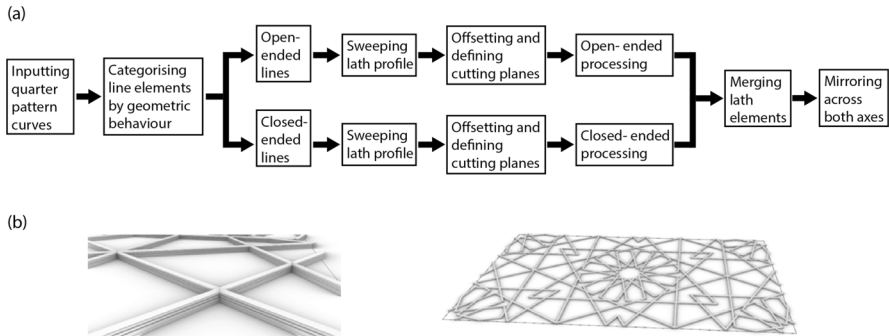 (a)
Inputting
quarter
pattern
curves
Categorising
line elements
by geometric
behaviour
Open-
ended
lines
Sweeping
lath profile
Offsetting and
defining
cutting planes
Open- ended
processing
Closed-
ended
lines
Sweeping
lath profile
Offsetting and
defining
cutting planes
Closed- ended
processing
Merging
lath
elements
Mirroring
across
both axes
(b)